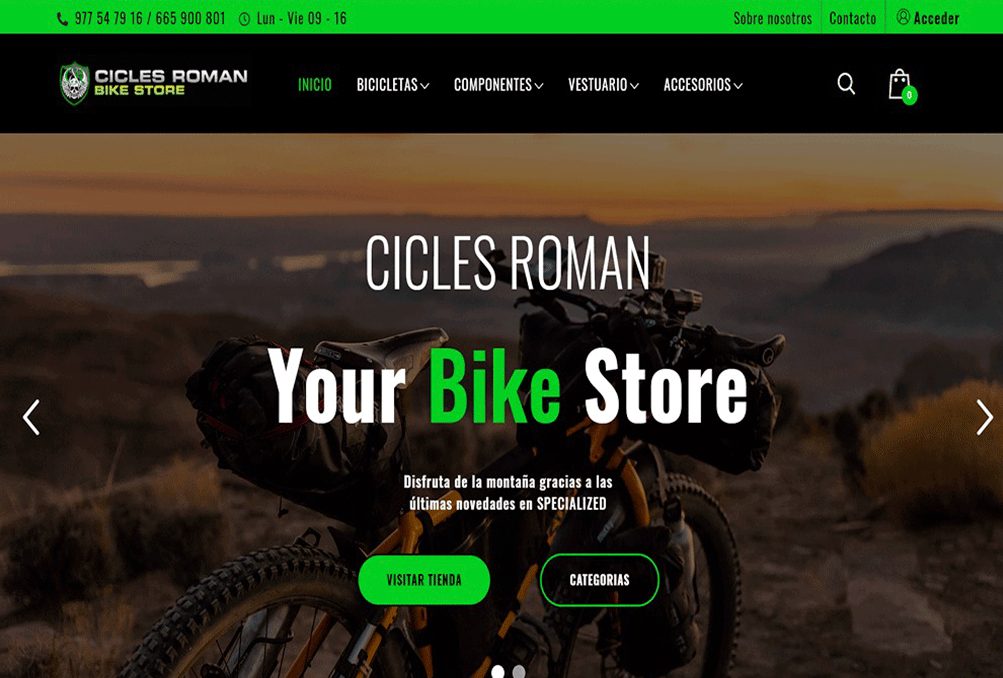 977 54 79 16 / 665 900 801 Lun - Vie 09 - 16 Sobre nosotros Contacto Acceder
CICLES ROMAN
BIKE STORE
INICIO BICICLETAS COMPONENTES VESTUARIO ACCESORIOS
0
CICLES ROMAN
Your Bike Store
Disfruta de la montaña gracias a las
últimas novedades en SPECIALIZED
VISITAR TIENDA CATEGORIAS